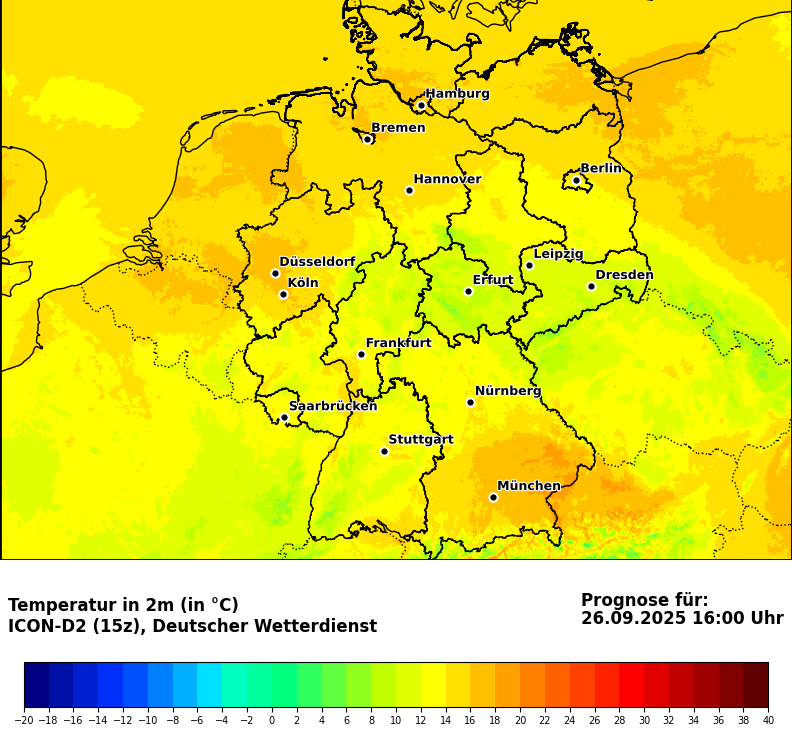 Hamburg
Bremen
Berlin
Hannover
Leipzig
Düsseldorf
Dresden
Köln
Erfurt
Frankfurt
Nürnberg
Saarbrücken
Stuttgart
München
Temperatur in 2m (in °C)
ICON-D2 (15z), Deutscher Wetterdienst
Prognose für:
26.09.2025 16:00 Uhr
−20 −18 −16 −14 −12 −10 −8 −6 −4 −2 0 2 4 6 8 10 12 14 16 18 20 22 24 26 28 30 32 34 36 38 40